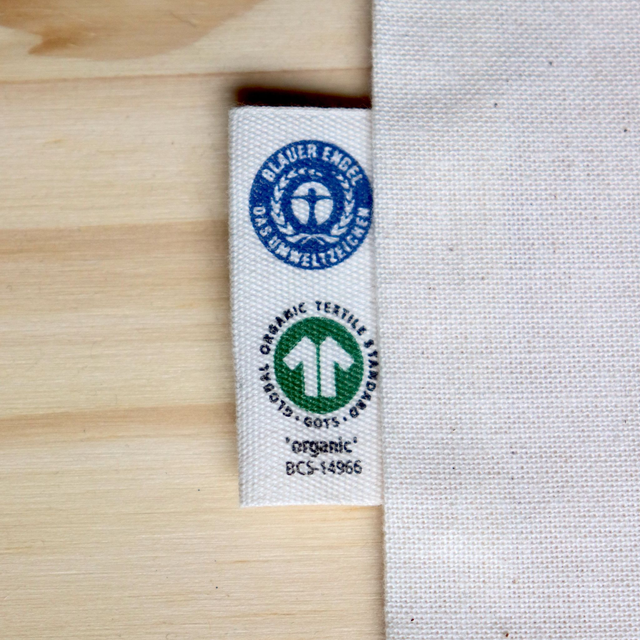 BLAUER ENGEL
DAS UMWELTZEICHEN
GLOBAL ORGANIC TEXTILE STANDARD
· GOTS ·
"organic"
BCS-14966